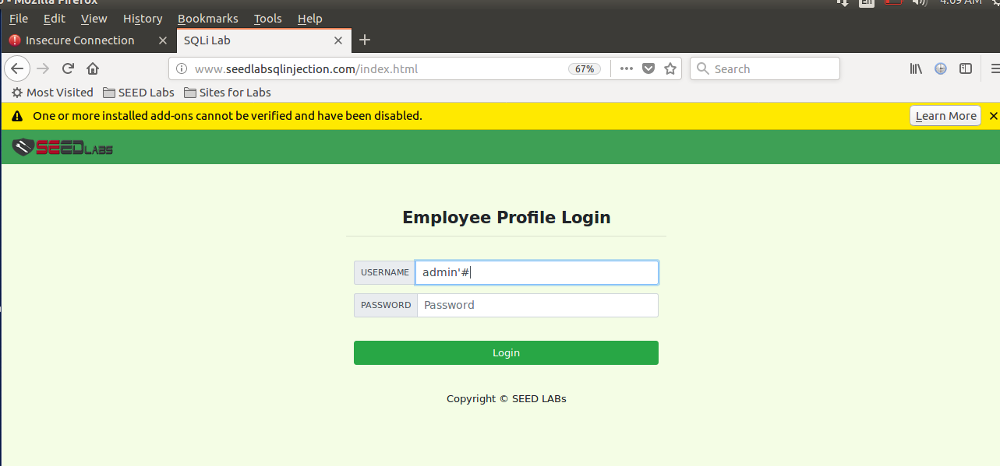 - Mozilla Firefox
En 4:09 AM
File Edit View History Bookmarks Tools Help
Insecure Connection SQLi Lab
www.seedlabsqlinjection.com/index.html 67% Search
Most Visited SEED Labs Sites for Labs
One or more installed add-ons cannot be verified and have been disabled. Learn More
SEEDLABS
Employee Profile Login
USERNAME admin'#
PASSWORD Password
Login
Copyright © SEED LABs